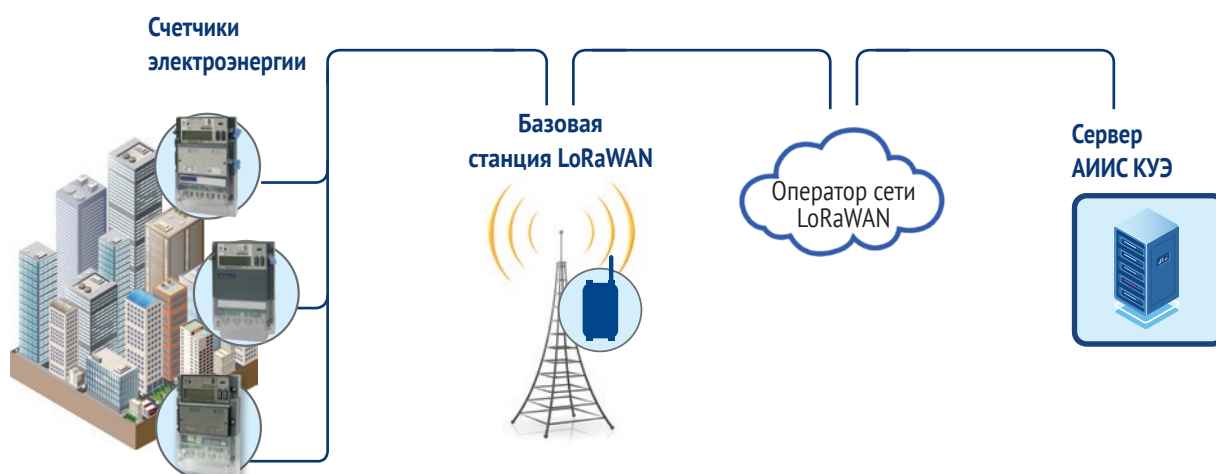 Счетчики
электроэнергии
Базовая
станция LoRaWAN
Оператор сети
LoRaWAN
Сервер
АИИС КУЭ